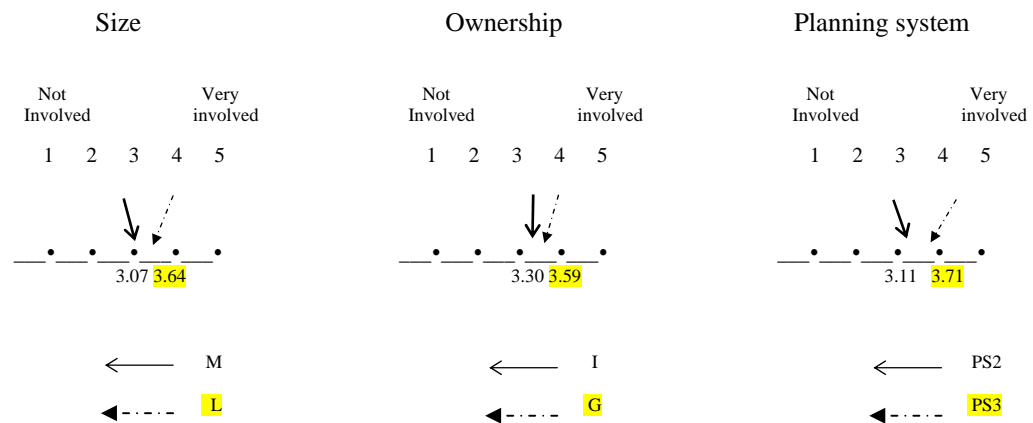 Size Ownership Planning system
Not Very Not Very Not Very
Involved involved Involved involved Involved involved
1 2 3 4 5 1 2 3 4 5 1 2 3 4 5
3.07 3.64 3.30 3.59 3.11 3.71
M I PS2
L G PS3